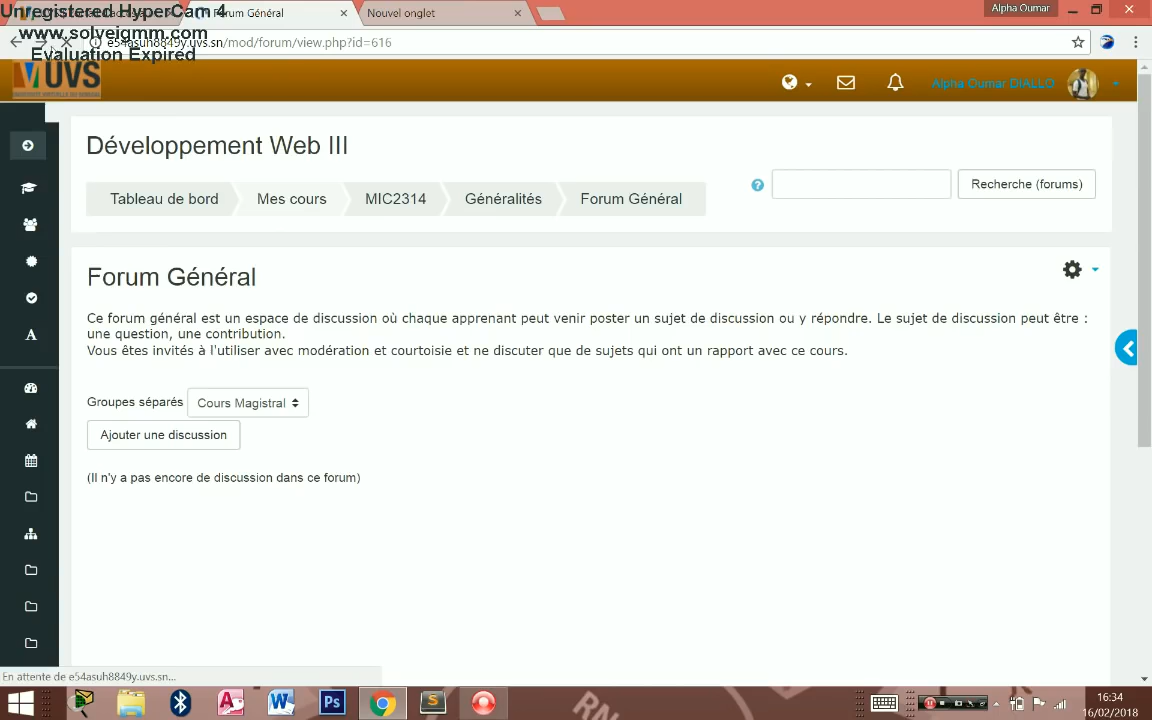 Unregistered HyperCam 4
www.solveigmm.com
Evaluation Expired
Forum Général
Nouvel onglet
Alpha Oumar
e54asuh8849y.uvs.sn/mod/forum/view.php?id=616
UVS
Alpha Oumar DIALLO
Développement Web III
Tableau de bord
Mes cours
MIC2314
Généralités
Forum Général
Recherche (forums)
Forum Général
Ce forum général est un espace de discussion où chaque apprenant peut venir poster un sujet de discussion ou y répondre. Le sujet de discussion peut être :
une question, une contribution.
Vous êtes invités à l'utiliser avec modération et courtoisie et ne discuter que de sujets qui ont un rapport avec ce cours.
Groupes séparés Cours Magistral
Ajouter une discussion
(Il n'y a pas encore de discussion dans ce forum)
En attente de e54asuh8849y.uvs.sn...
16:34
16/02/2018